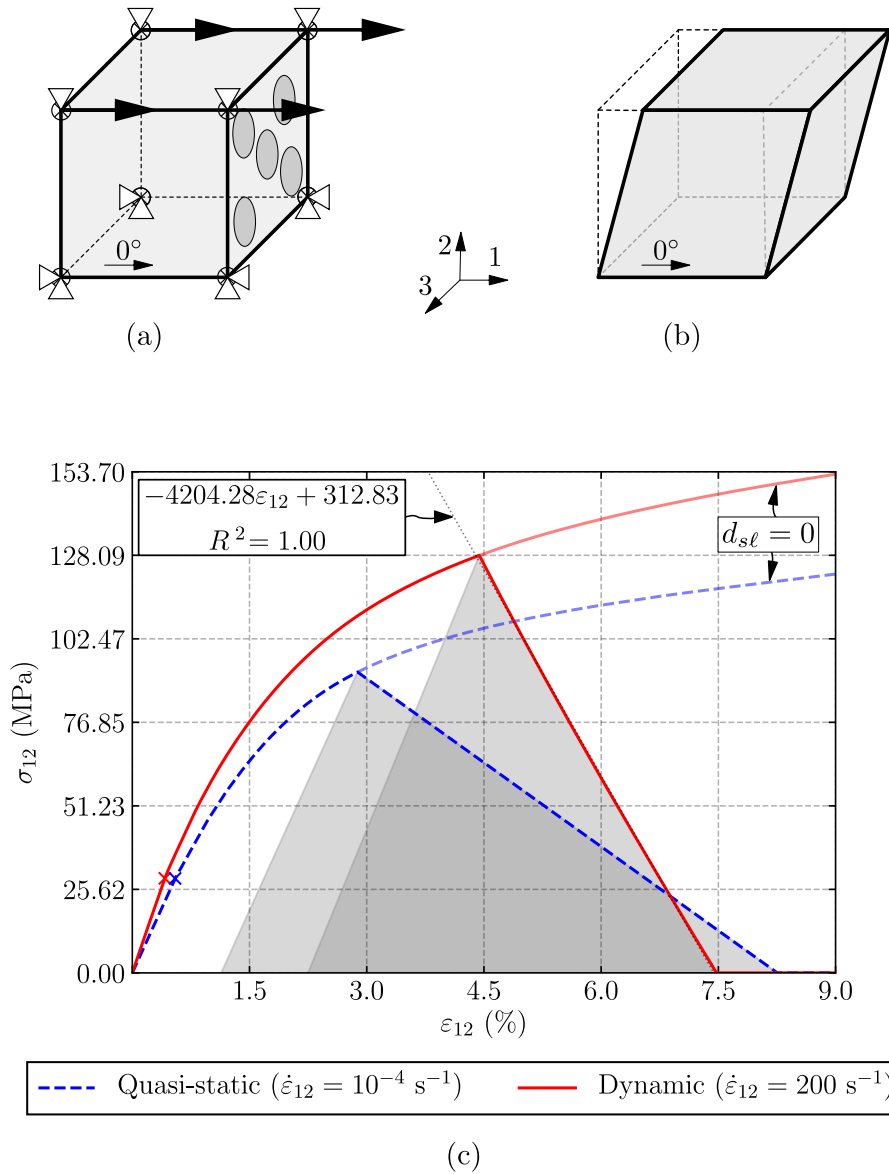 0°
2
1
3
0°
(a)
(b)
153.70
128.09
102.47
76.85
51.23
25.62
0.00
σ₁₂ (MPa)
−4204.28ε₁₂ + 312.83
R² = 1.00
d_{sℓ} = 0
1.5
3.0
4.5
6.0
7.5
9.0
ε₁₂ (%)
Quasi-static (ε̇₁₂ = 10⁻⁴ s⁻¹)
Dynamic (ε̇₁₂ = 200 s⁻¹)
(c)